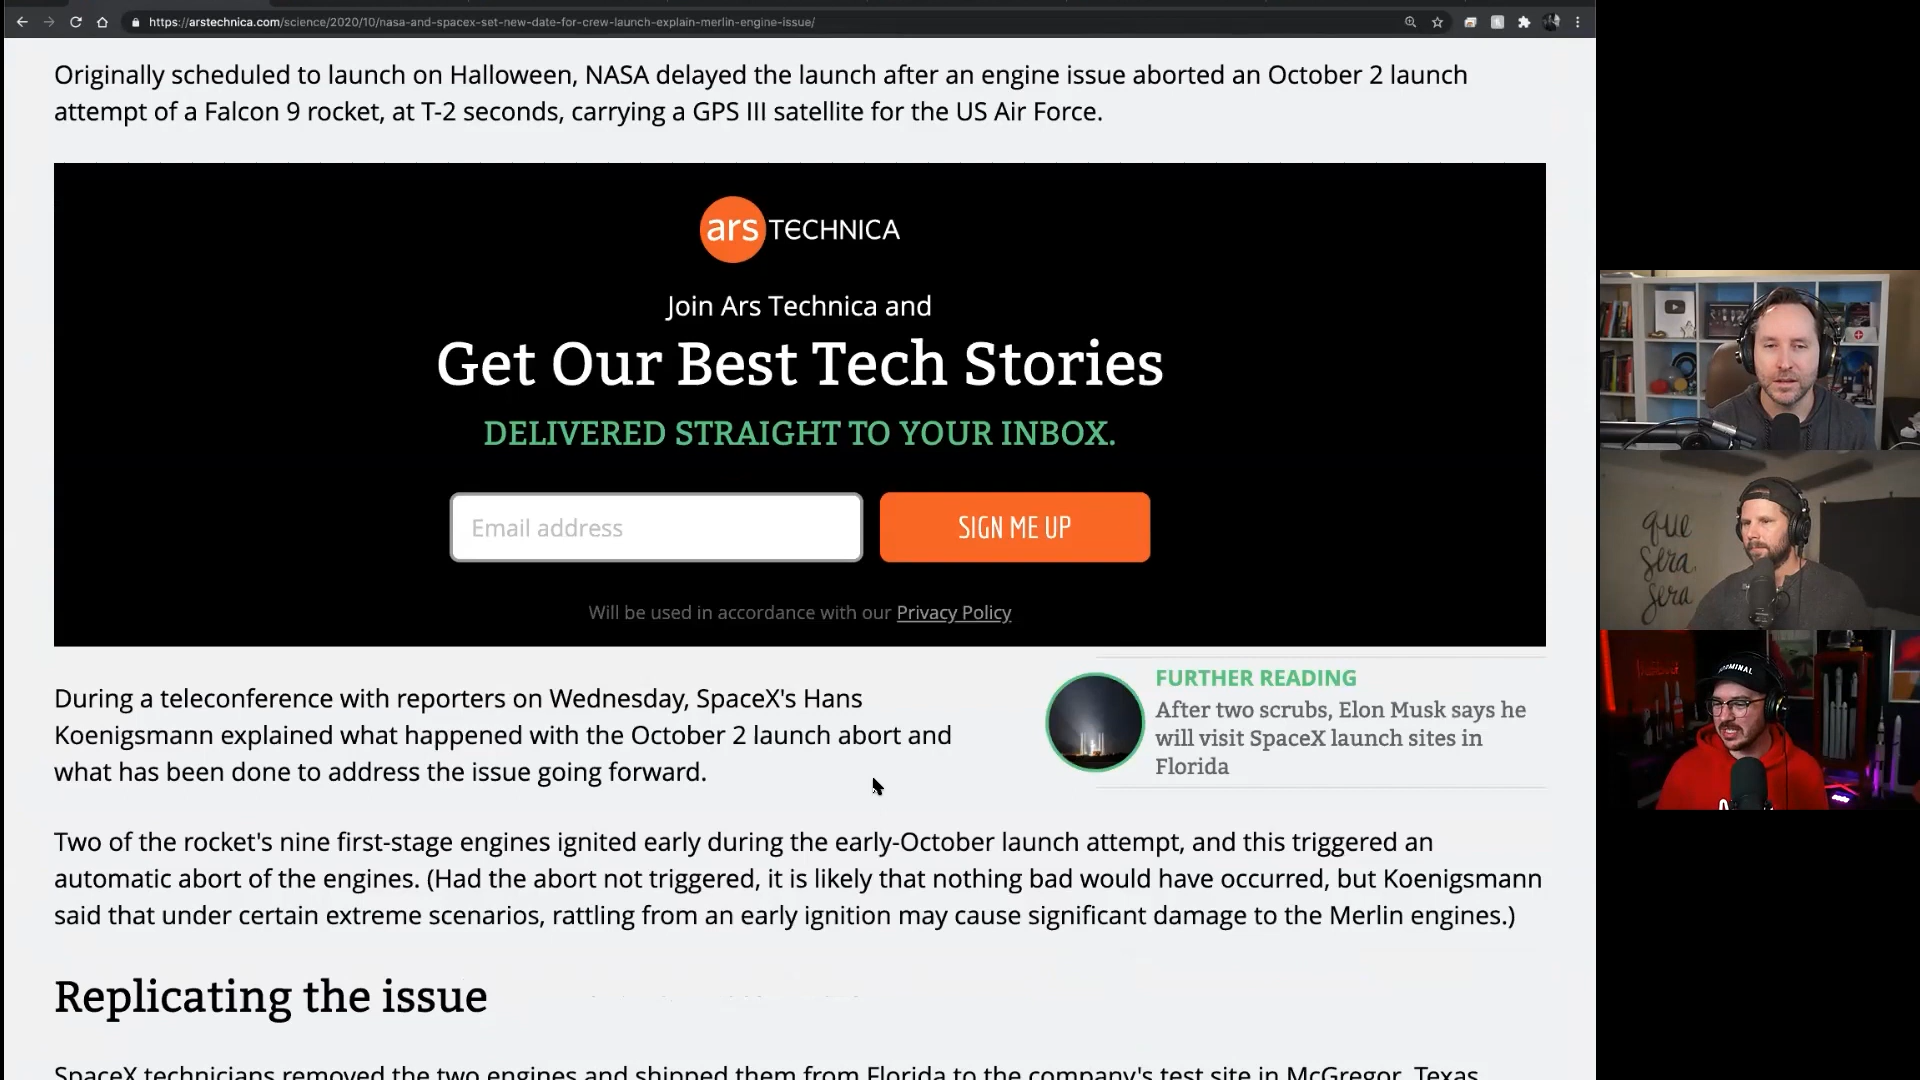 https://arstechnica.com/science/2020/10/nasa-and-spacex-set-new-date-for-crew-launch-explain-merlin-engine-issue/
Originally scheduled to launch on Halloween, NASA delayed the launch after an engine issue aborted an October 2 launch
attempt of a Falcon 9 rocket, at T-2 seconds, carrying a GPS III satellite for the US Air Force.
ars TECHNICA
Join Ars Technica and
Get Our Best Tech Stories
DELIVERED STRAIGHT TO YOUR INBOX.
Email address
SIGN ME UP
Will be used in accordance with our Privacy Policy
During a teleconference with reporters on Wednesday, SpaceX's Hans
Koenigsmann explained what happened with the October 2 launch abort and
what has been done to address the issue going forward.
FURTHER READING
After two scrubs, Elon Musk says he
will visit SpaceX launch sites in
Florida
Two of the rocket's nine first-stage engines ignited early during the early-October launch attempt, and this triggered an
automatic abort of the engines. (Had the abort not triggered, it is likely that nothing bad would have occurred, but Koenigsmann
said that under certain extreme scenarios, rattling from an early ignition may cause significant damage to the Merlin engines.)
Replicating the issue
SpaceX technicians removed the two engines and shipped them from Florida to the company's test site in McGregor, Texas
que
sera,
sera